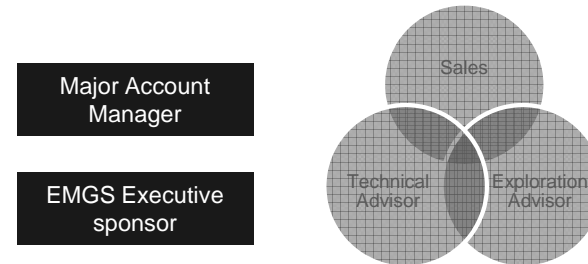 Major Account
Manager
EMGS Executive
sponsor
Sales
Technical
Advisor
Exploration
Advisor